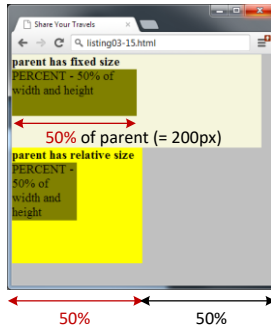 Share Your Travels
listing03-15.html
parent has fixed size
PERCENT - 50% of
width and height
50% of parent (= 200px)
parent has relative size
PERCENT -
50% of
width and
height
50%
50%